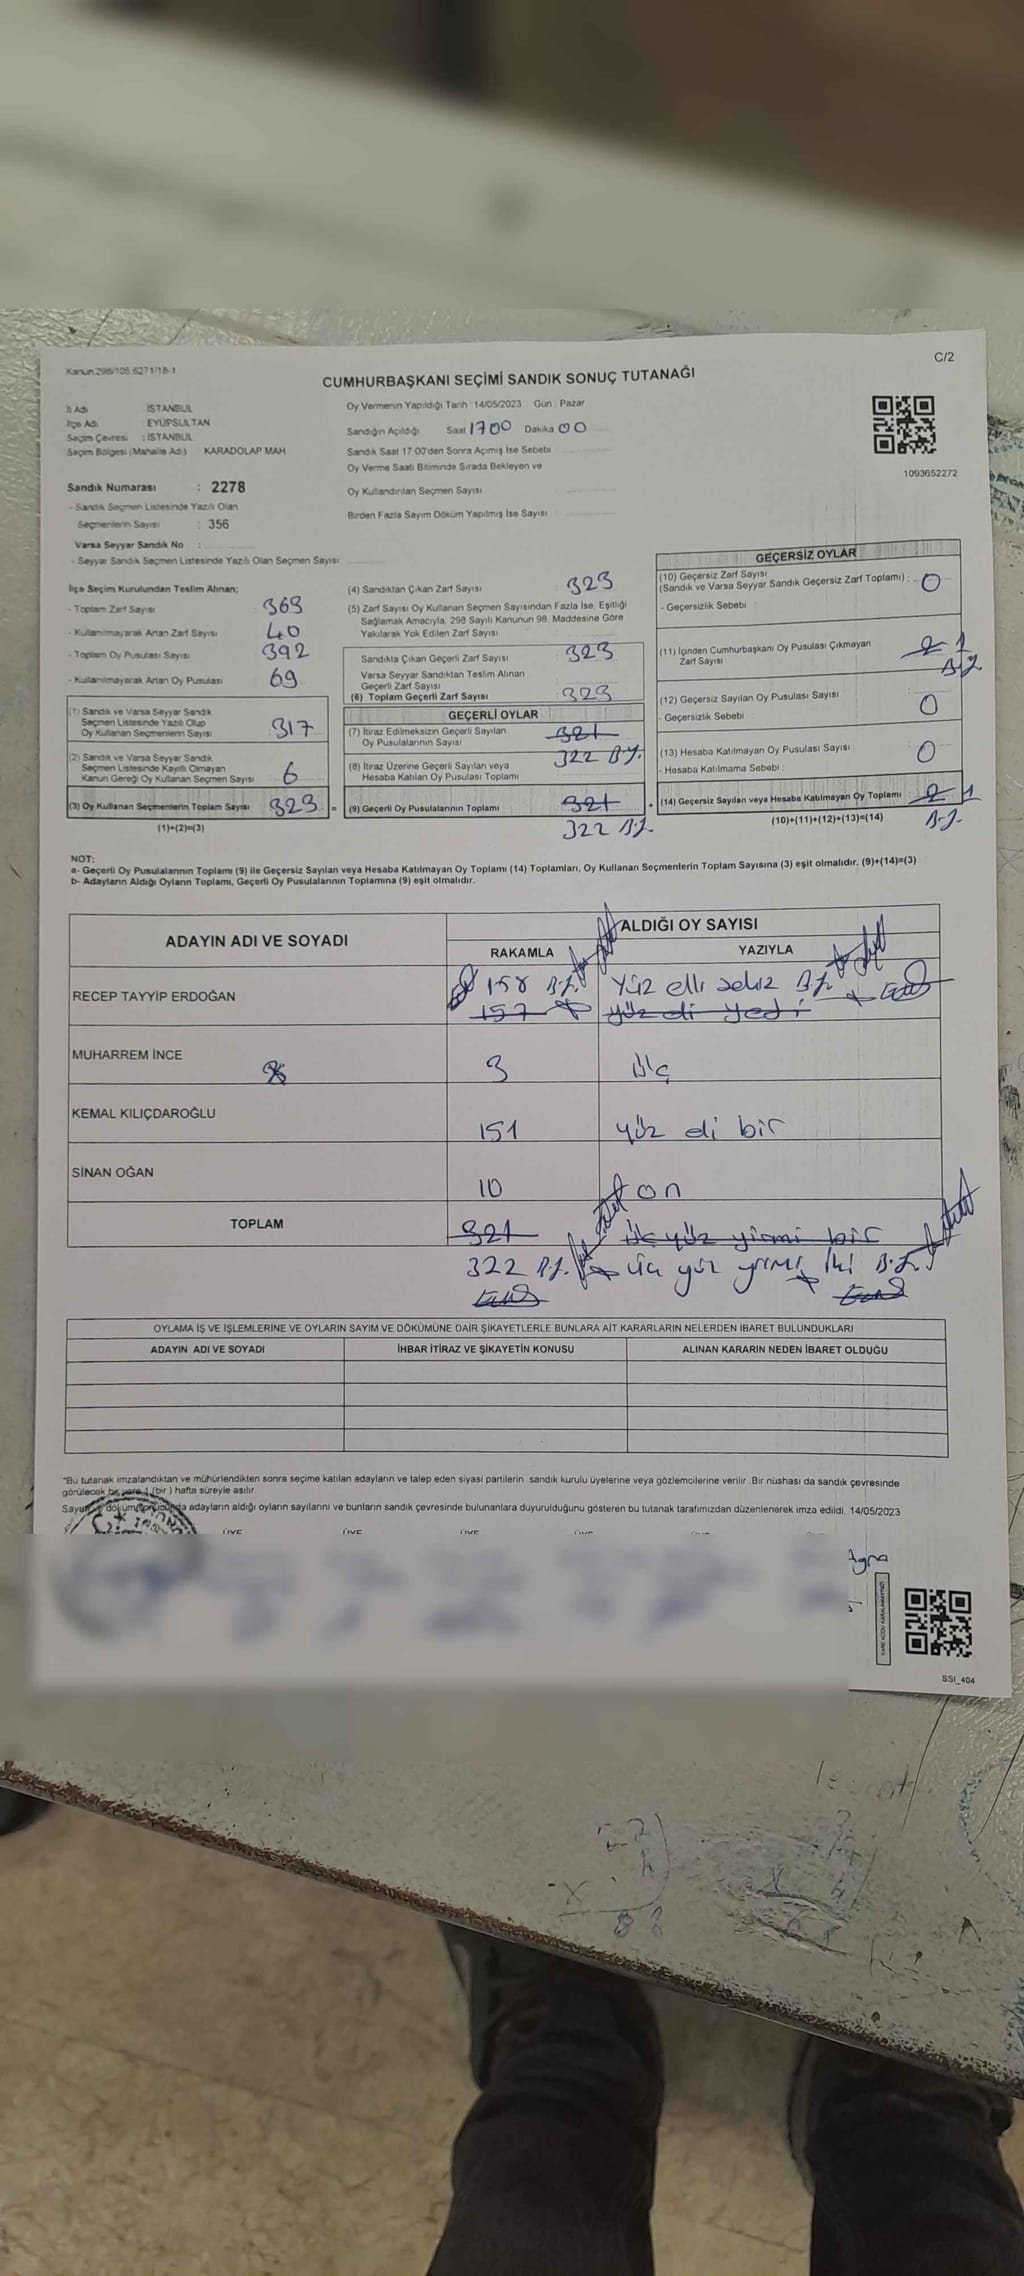 Kanun 298/105 6271/18-1
C/2
CUMHURBAŞKANI SEÇİMİ SANDIK SONUÇ TUTANAĞI
İl Adı İSTANBUL
İlçe Adı EYÜPSULTAN
Seçim Çevresi : İSTANBUL
Seçim Bölgesi (Mahalle Adı) : KARADOLAP MAH
Sandık Numarası : 2278
- Sandık Seçmen Listesinde Yazılı Olan
Seçmenlerin Sayısı : 356
Varsa Seyyar Sandık No :
- Seyyar Sandık Seçmen Listesinde Yazılı Olan Seçmen Sayısı
Oy Vermenin Yapıldığı Tarih :14/05/2023 Gün : Pazar
Sandığın Açıldığı Saat 1700 Dakika 00
Sandık Saat 17.00'den Sonra Açımış İse Sebebi
Oy Verme Saati Bitiminde Sırada Bekleyen ve
Oy Kullandırılan Seçmen Sayısı
Birden Fazla Sayım Döküm Yapılmış İse Sayısı
1093652272
İlçe Seçim Kurulundan Teslim Alınan;
- Toplam Zarf Sayısı 363
- Kullanılmayarak Artan Zarf Sayısı 40
- Toplam Oy Pusulası Sayısı 392
- Kullanılmayarak Artan Oy Pusulası 69
(1) Sandık ve Varsa Seyyar Sandık
Seçmen Listesinde Yazılı Olup
Oy Kullanan Seçmenlerin Sayısı 317
(2) Sandık ve Varsa Seyyar Sandık
Seçmen Listesinde Kayıtlı Olmayan
Kanun Gereği Oy Kullanan Seçmen Sayısı 6
(3) Oy Kullanan Seçmenlerin Toplam Sayısı 323 =
(1)+(2)=(3)
(4) Sandıktan Çıkan Zarf Sayısı 323
(5) Zarf Sayısı Oy Kullanan Seçmen Sayısından Fazla İse, Eşitliği
Sağlamak Amacıyla, 298 Sayılı Kanunun 98. Maddesine Göre
Yakılarak Yok Edilen Zarf Sayısı
Sandıkta Çıkan Geçerli Zarf Sayısı 323
Varsa Seyyar Sandıktan Teslim Alınan
Geçerli Zarf Sayısı
(6) Toplam Geçerli Zarf Sayısı 323
GEÇERLİ OYLAR
(7) İtiraz Edilmeksizin Geçerli Sayılan 321
Oy Pusulalarının Sayısı 322 B.J.
(8) İtiraz Üzerine Geçerli Sayılan veya
Hesaba Katılan Oy Pusulası Toplamı
(9) Geçerli Oy Pusulalarının Toplamı 321 +
322 B.J.
GEÇERSİZ OYLAR
(10) Geçersiz Zarf Sayısı
(Sandık ve Varsa Seyyar Sandık Geçersiz Zarf Toplamı) : 0
- Geçersizlik Sebebi
(11) İçinden Cumhurbaşkanı Oy Pusulası Çıkmayan 2 1
Zarf Sayısı B.J.
(12) Geçersiz Sayılan Oy Pusulası Sayısı 0
- Geçersizlik Sebebi
(13) Hesaba Katılmayan Oy Pusulası Sayısı 0
- Hesaba Katılmama Sebebi :
(14) Geçersiz Sayılan veya Hesaba Katılmayan Oy Toplamı 2 1
(10)+(11)+(12)+(13)=(14) B.J.
NOT:
a- Geçerli Oy Pusulalarının Toplamı (9) ile Geçersiz Sayılan veya Hesaba Katılmayan Oy Toplamı (14) Toplamları, Oy Kullanan Seçmenlerin Toplam Sayısına (3) eşit olmalıdır. (9)+(14)=(3)
b- Adayların Aldığı Oyların Toplamı, Geçerli Oy Pusulalarının Toplamına (9) eşit olmalıdır.
ADAYIN ADI VE SOYADI ALDIĞI OY SAYISI
RAKAMLA YAZIYLA
RECEP TAYYİP ERDOĞAN 158 B.J. Yüz elli sekiz B.J.
157 yüz eli yedi
MUHARREM İNCE 3 üç
KEMAL KILIÇDAROĞLU 151 yüz eli bir
SİNAN OĞAN 10 on
TOPLAM 321 üç yüz yirmi bir
322 B.J. üç yüz yirmi iki B.J.
OYLAMA İŞ VE İŞLEMLERİNE VE OYLARIN SAYIM VE DÖKÜMÜNE DAİR ŞİKAYETLERLE BUNLARA AİT KARARLARIN NELERDEN İBARET BULUNDUKLARI
ADAYIN ADI VE SOYADI İHBAR İTİRAZ VE ŞİKAYETİN KONUSU ALINAN KARARIN NEDEN İBARET OLDUĞU
*Bu tutanak imzalandıktan ve mühürlendikten sonra seçime katılan adayların ve talep eden siyasi partilerin sandık kurulu üyelerine veya gözlemcilerine verilir. Bir nüshası da sandık çevresinde
görülecek bir yere 1 (bir) hafta süreyle asılır
adayların aldığı oyların sayılarını ve bunların sandık çevresinde bulunanlara duyurulduğunu gösteren bu tutanak tarafımızdan düzenlenerek imza edildi. 14/05/2023
SSI_404